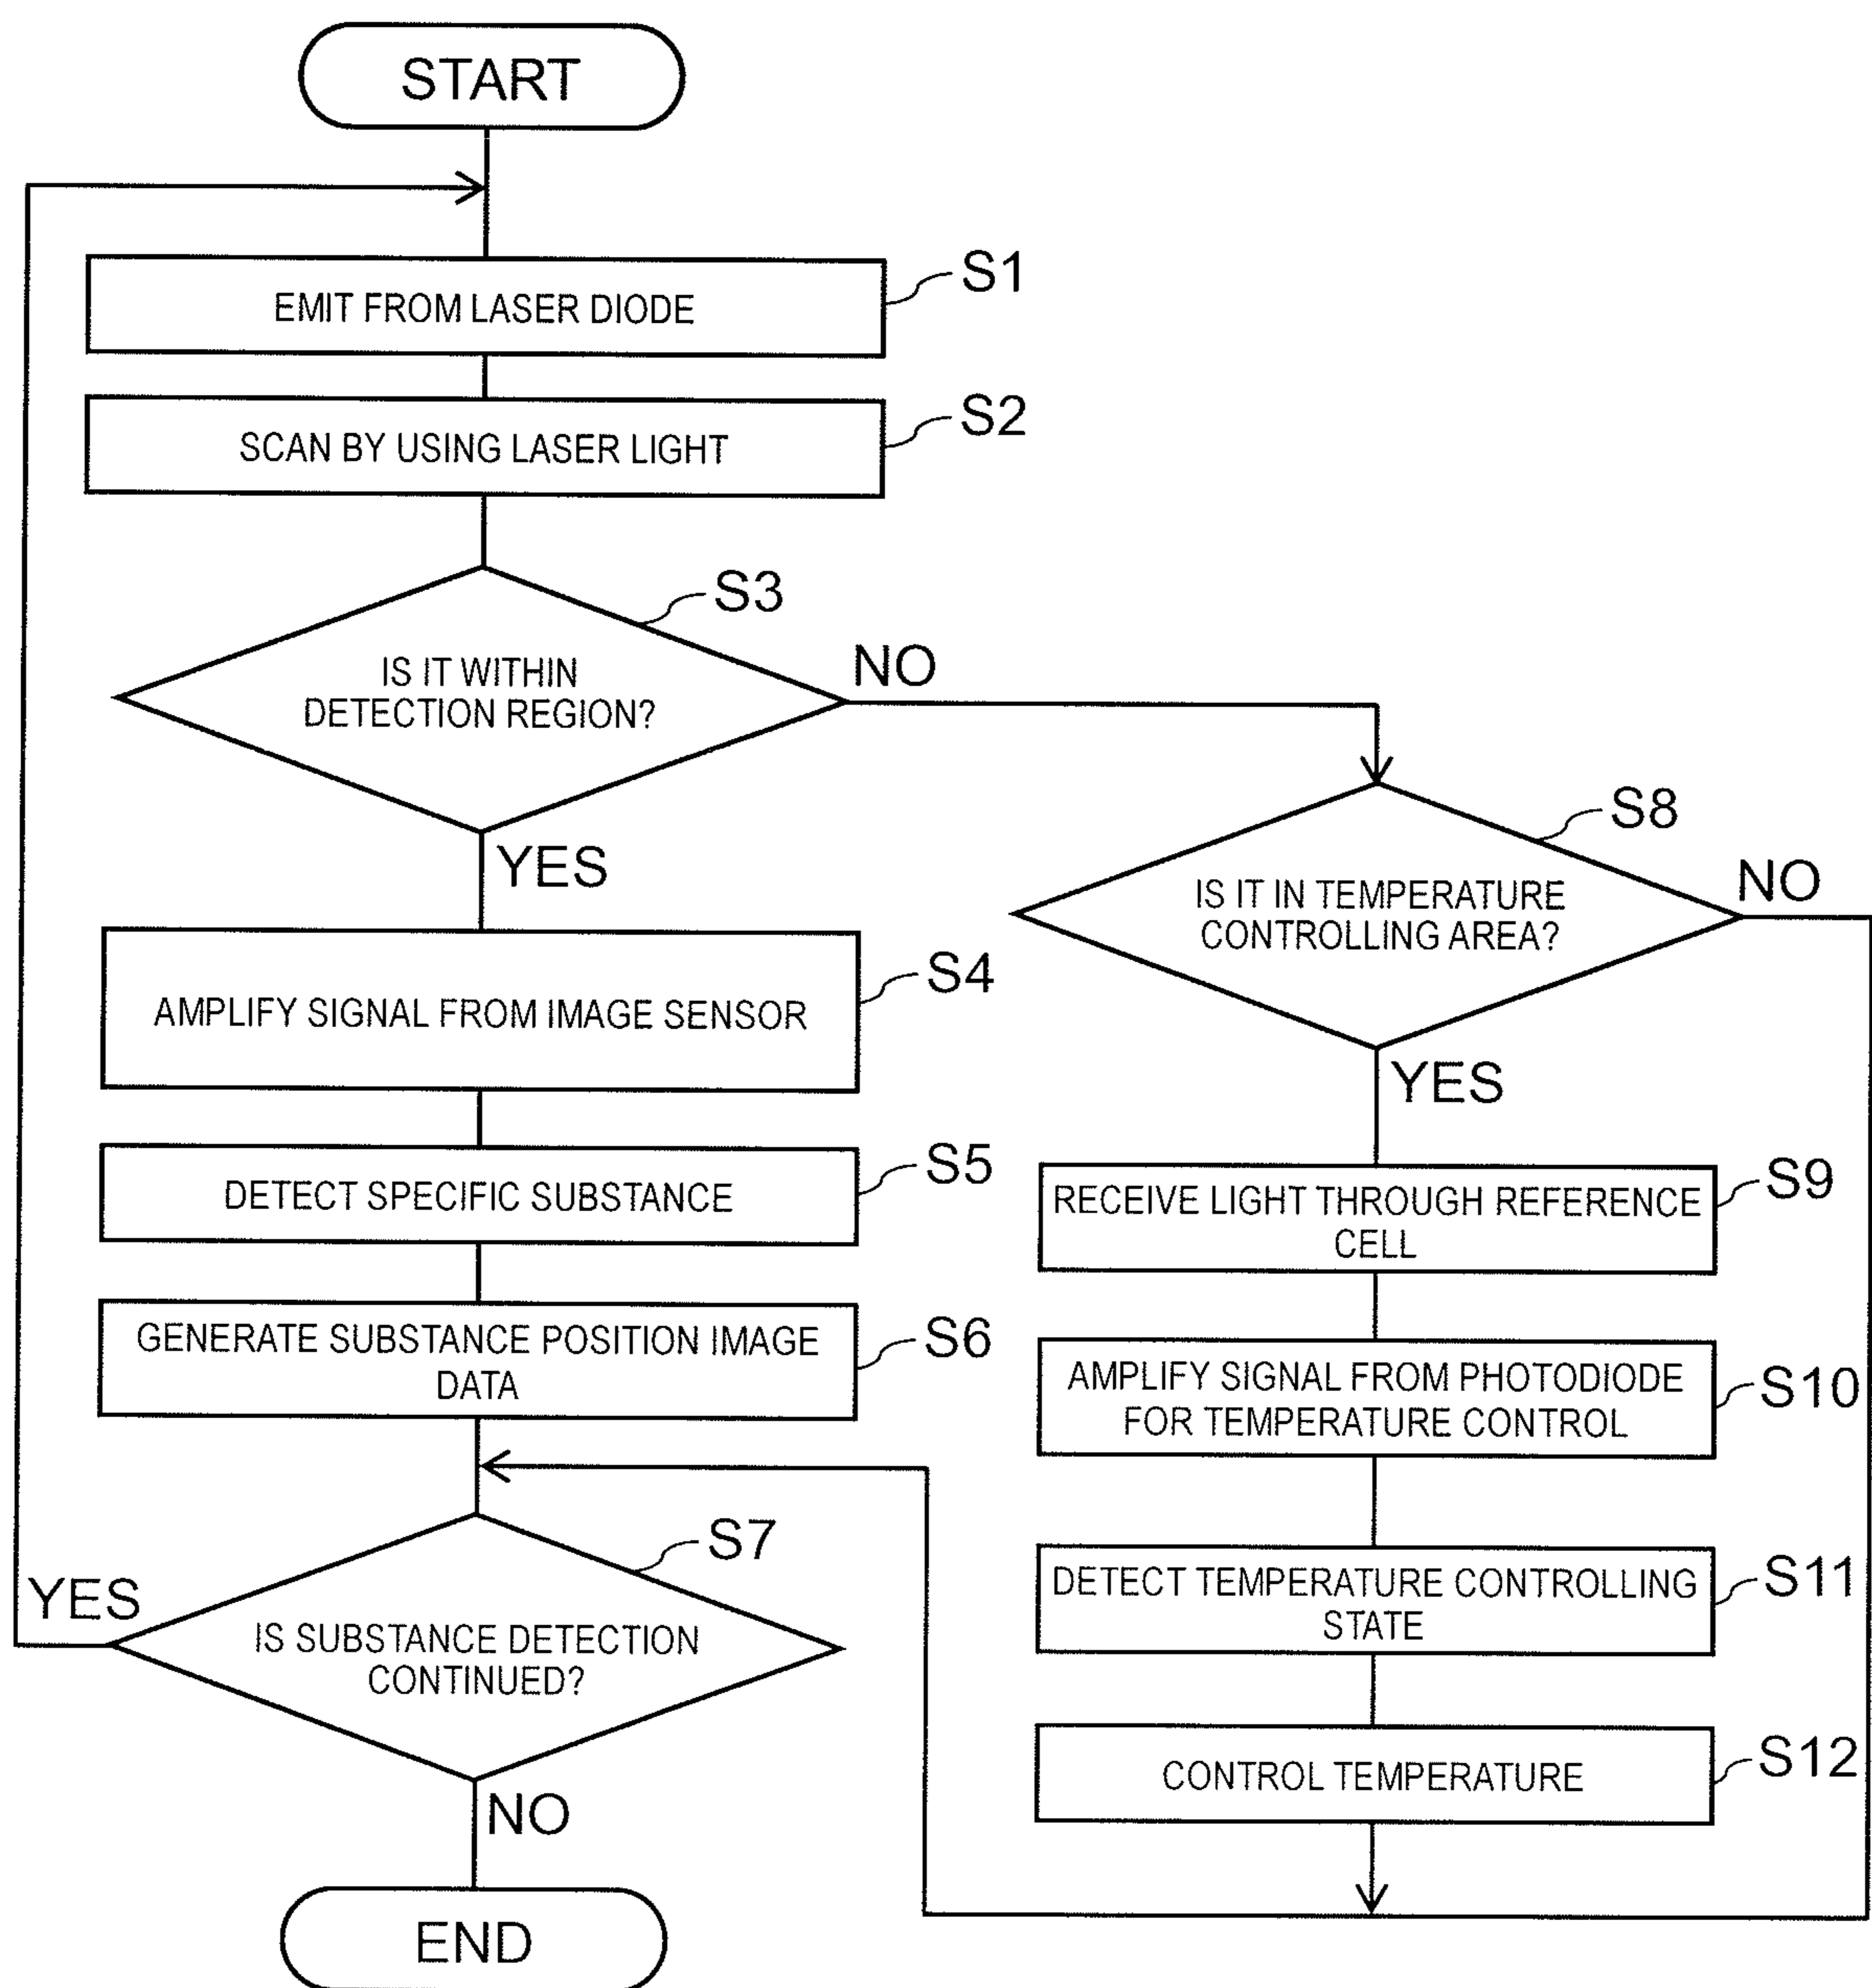 START
EMIT FROM LASER DIODE
S1
SCAN BY USING LASER LIGHT
S2
IS IT WITHIN
DETECTION REGION?
S3
NO
YES
AMPLIFY SIGNAL FROM IMAGE SENSOR
S4
DETECT SPECIFIC SUBSTANCE
S5
GENERATE SUBSTANCE POSITION IMAGE
DATA
S6
IS SUBSTANCE DETECTION
CONTINUED?
S7
YES
NO
END
IS IT IN TEMPERATURE
CONTROLLING AREA?
S8
NO
YES
RECEIVE LIGHT THROUGH REFERENCE
CELL
S9
AMPLIFY SIGNAL FROM PHOTODIODE
FOR TEMPERATURE CONTROL
S10
DETECT TEMPERATURE CONTROLLING
STATE
S11
CONTROL TEMPERATURE
S12